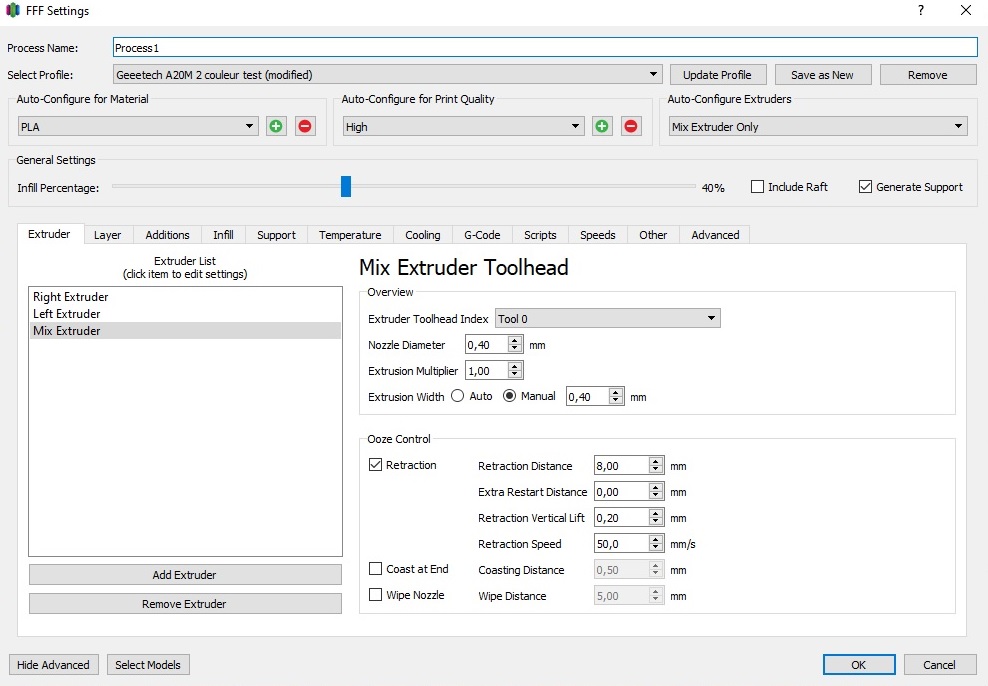 FFF Settings
?
Process Name: Process1
Select Profile: Geeetech A20M 2 couleur test (modified) Update Profile Save as New Remove
Auto-Configure for Material Auto-Configure for Print Quality Auto-Configure Extruders
PLA High Mix Extruder Only
General Settings
Infill Percentage: 40% Include Raft Generate Support
Extruder Layer Additions Infill Support Temperature Cooling G-Code Scripts Speeds Other Advanced
Extruder List
(click item to edit settings)
Right Extruder
Left Extruder
Mix Extruder
Add Extruder
Remove Extruder
Mix Extruder Toolhead
Overview
Extruder Toolhead Index Tool 0
Nozzle Diameter 0,40 mm
Extrusion Multiplier 1,00
Extrusion Width Auto Manual 0,40 mm
Ooze Control
Retraction Retraction Distance 8,00 mm
Extra Restart Distance 0,00 mm
Retraction Vertical Lift 0,20 mm
Retraction Speed 50,0 mm/s
Coast at End Coasting Distance 0,50 mm
Wipe Nozzle Wipe Distance 5,00 mm
Hide Advanced Select Models OK Cancel